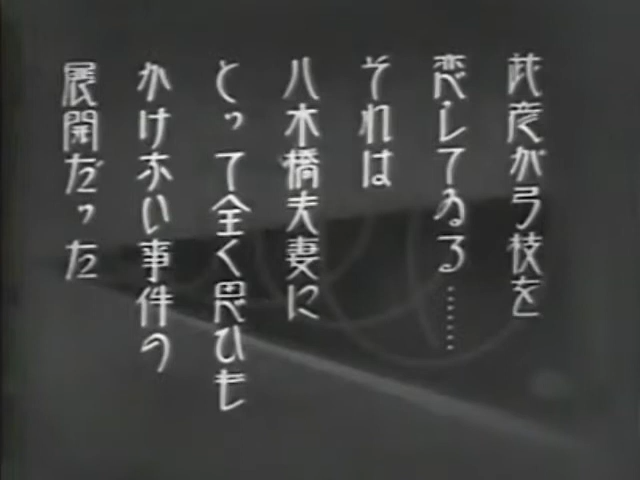 武彦が弓枝を
恋してゐる.......
それは
八木橋夫妻に
とって全く思ひも
かけない事件の
展開だった